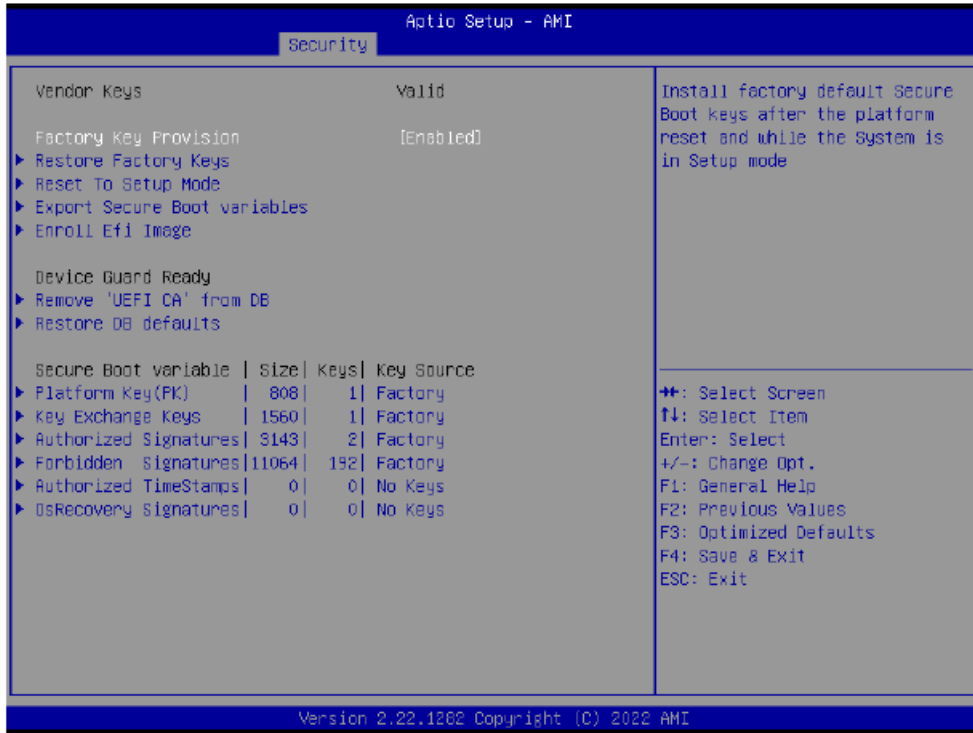 Aptio Setup - AMI
Security
Vendor Keys Valid
Factory Key Provision [Enabled]
▶ Restore Factory Keys
▶ Reset To Setup Mode
▶ Export Secure Boot variables
▶ Enroll Efi Image
Device Guard Ready
▶ Remove 'UEFI CA' from DB
▶ Restore DB defaults
Secure Boot variable | Size| Keys| Key Source
▶ Platform Key(PK) | 808| 1| Factory
▶ Key Exchange Keys | 1560| 1| Factory
▶ Authorized Signatures| 3143| 2| Factory
▶ Forbidden Signatures|11064| 192| Factory
▶ Authorized TimeStamps| 0| 0| No Keys
▶ OsRecovery Signatures| 0| 0| No Keys
Install factory default Secure
Boot keys after the platform
reset and while the System is
in Setup mode
→←: Select Screen
↑↓: Select Item
Enter: Select
+/-: Change Opt.
F1: General Help
F2: Previous Values
F3: Optimized Defaults
F4: Save & Exit
ESC: Exit
Version 2.22.1282 Copyright (C) 2022 AMI